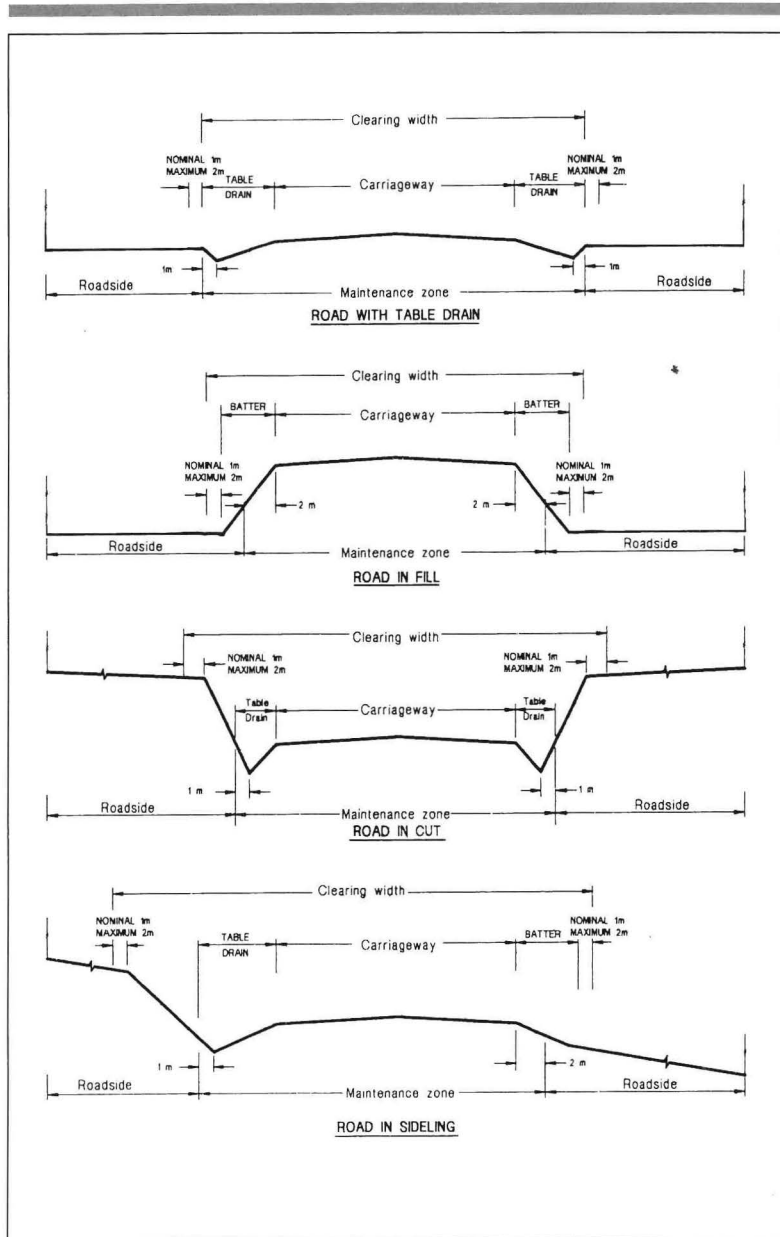 Clearing width
NOMINAL 1m
MAXIMUM 2m
TABLE
DRAIN
Carriageway
TABLE
DRAIN
NOMINAL 1m
MAXIMUM 2m
1m
1m
Roadside
Maintenance zone
Roadside
ROAD WITH TABLE DRAIN
Clearing width
BATTER
Carriageway
BATTER
NOMINAL 1m
MAXIMUM 2m
NOMINAL 1m
MAXIMUM 2m
2 m
2 m
Roadside
Maintenance zone
Roadside
ROAD IN FILL
Clearing width
NOMINAL 1m
MAXIMUM 2m
NOMINAL 1m
MAXIMUM 2m
Table
Drain
Carriageway
Table
Drain
1 m
1 m
Roadside
Maintenance zone
Roadside
ROAD IN CUT
Clearing width
NOMINAL 1m
MAXIMUM 2m
TABLE
DRAIN
Carriageway
BATTER
NOMINAL 1m
MAXIMUM 2m
1 m
2 m
Roadside
Maintenance zone
Roadside
ROAD IN SIDELING